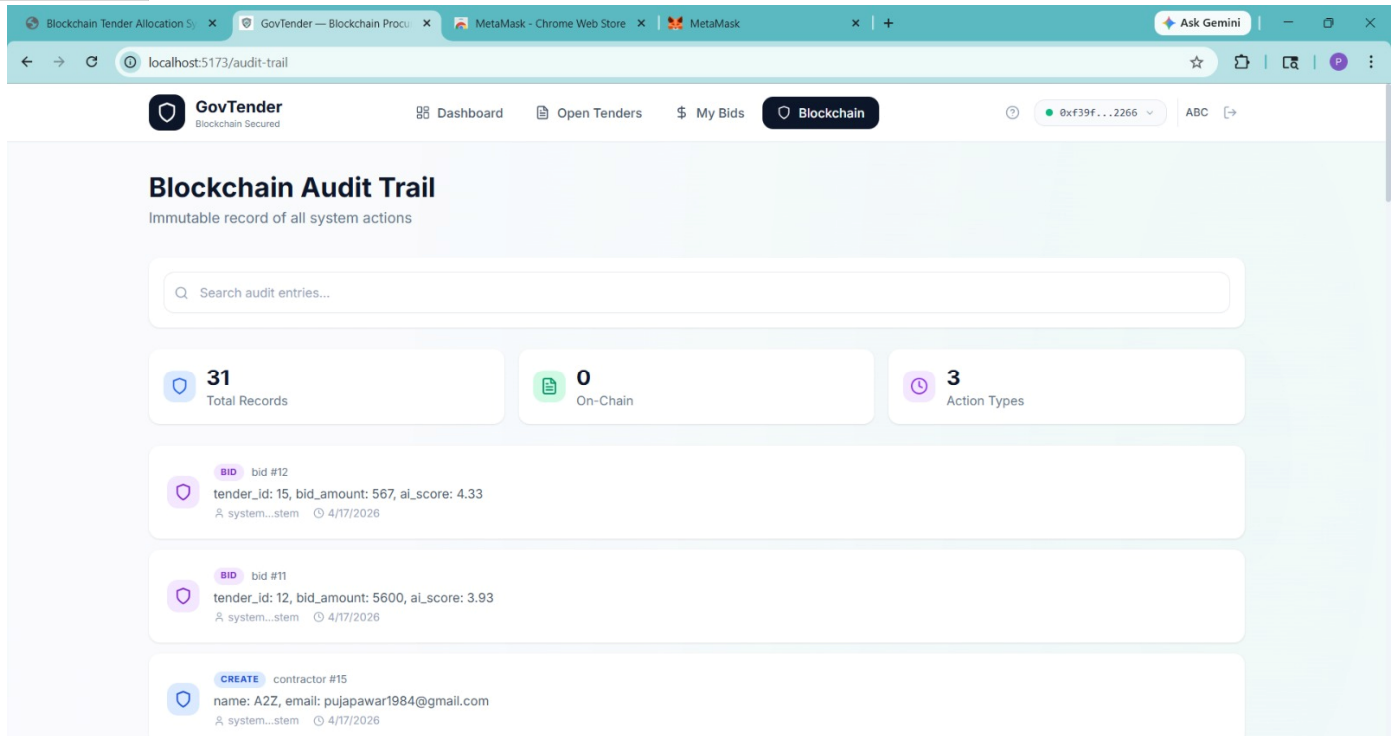 Blockchain Tender Allocation Sy
GovTender — Blockchain Procu
MetaMask - Chrome Web Store
MetaMask
Ask Gemini
localhost:5173/audit-trail
P
GovTender
Blockchain Secured
Dashboard
Open Tenders
My Bids
Blockchain
0xf39f...2266
ABC
Blockchain Audit Trail
Immutable record of all system actions
Search audit entries...
31
Total Records
0
On-Chain
3
Action Types
BID bid #12
tender_id: 15, bid_amount: 567, ai_score: 4.33
system...stem 4/17/2026
BID bid #11
tender_id: 12, bid_amount: 5600, ai_score: 3.93
system...stem 4/17/2026
CREATE contractor #15
name: A2Z, email: pujapawar1984@gmail.com
system...stem 4/17/2026